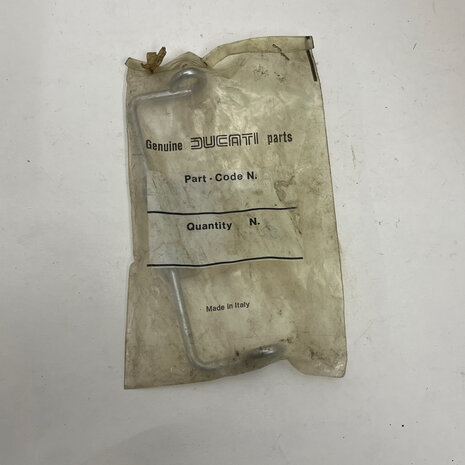 Genuine DUCATI parts
Part - Code N.
Quantity N.
Made in Italy